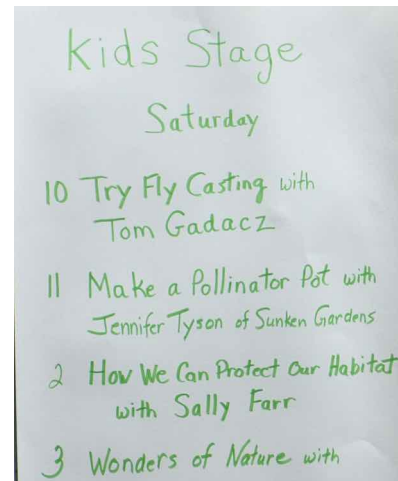 Kids Stage
Saturday
10 Try Fly Casting with
Tom Gadacz
11 Make a Pollinator Pot with
Jennifer Tyson of Sunken Gardens
2 How We Can Protect Our Habitat
with Sally Farr
3 Wonders of Nature with